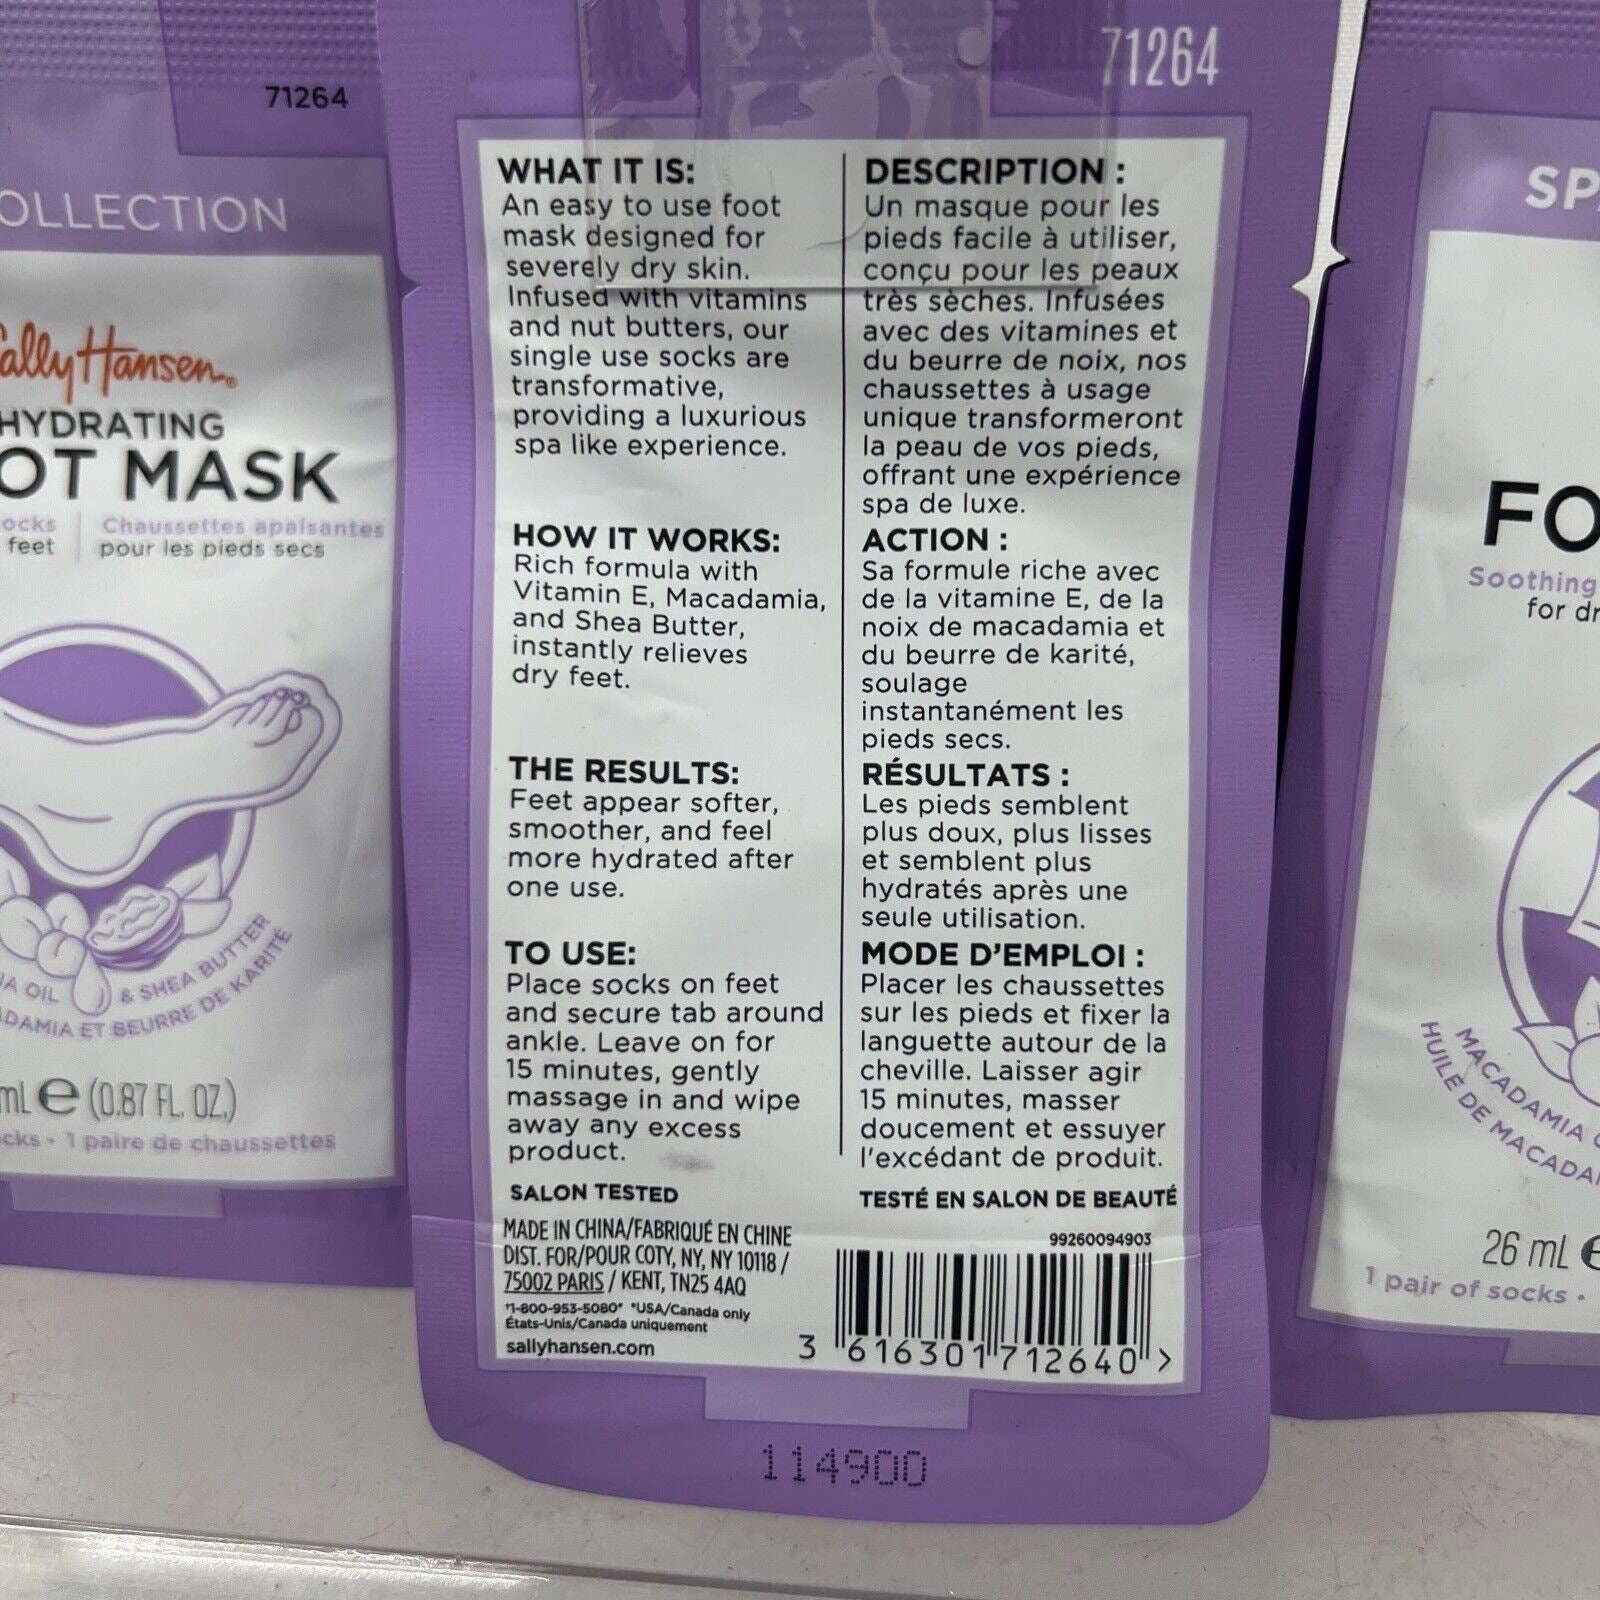 71264
OLLECTION
Sally Hansen®
HYDRATING
OT MASK
ocks
feet
Chaussettes apaisantes
pour les pieds secs
IA OIL
& SHEA BUTTER
DAMIA ET BEURRE DE KARITÉ
mL e (0.87 FL. OZ.)
cks • 1 paire de chaussettes
71264
WHAT IT IS:
An easy to use foot
mask designed for
severely dry skin.
Infused with vitamins
and nut butters, our
single use socks are
transformative,
providing a luxurious
spa like experience.
HOW IT WORKS:
Rich formula with
Vitamin E, Macadamia,
and Shea Butter,
instantly relieves
dry feet.
THE RESULTS:
Feet appear softer,
smoother, and feel
more hydrated after
one use.
TO USE:
Place socks on feet
and secure tab around
ankle. Leave on for
15 minutes, gently
massage in and wipe
away any excess
product.
SALON TESTED
DESCRIPTION :
Un masque pour les
pieds facile à utiliser,
conçu pour les peaux
très sèches. Infusées
avec des vitamines et
du beurre de noix, nos
chaussettes à usage
unique transformeront
la peau de vos pieds,
offrant une expérience
spa de luxe.
ACTION :
Sa formule riche avec
de la vitamine E, de la
noix de macadamia et
du beurre de karité,
soulage
instantanément les
pieds secs.
RÉSULTATS :
Les pieds semblent
plus doux, plus lisses
et semblent plus
hydratés après une
seule utilisation.
MODE D'EMPLOI :
Placer les chaussettes
sur les pieds et fixer la
languette autour de la
cheville. Laisser agir
15 minutes, masser
doucement et essuyer
l'excédant de produit.
TESTÉ EN SALON DE BEAUTÉ
MADE IN CHINA/FABRIQUÉ EN CHINE
DIST. FOR/POUR COTY, NY, NY 10118 /
75002 PARIS / KENT, TN25 4AQ
*1-800-953-5080* *USA/Canada only
États-Unis/Canada uniquement
sallyhansen.com
99260094903
3 616301 712640 >
114900
SPA
FO
Soothing
for dr
MACADAMIA O
HUILE DE MACADAM
26 mL e
1 pair of socks •